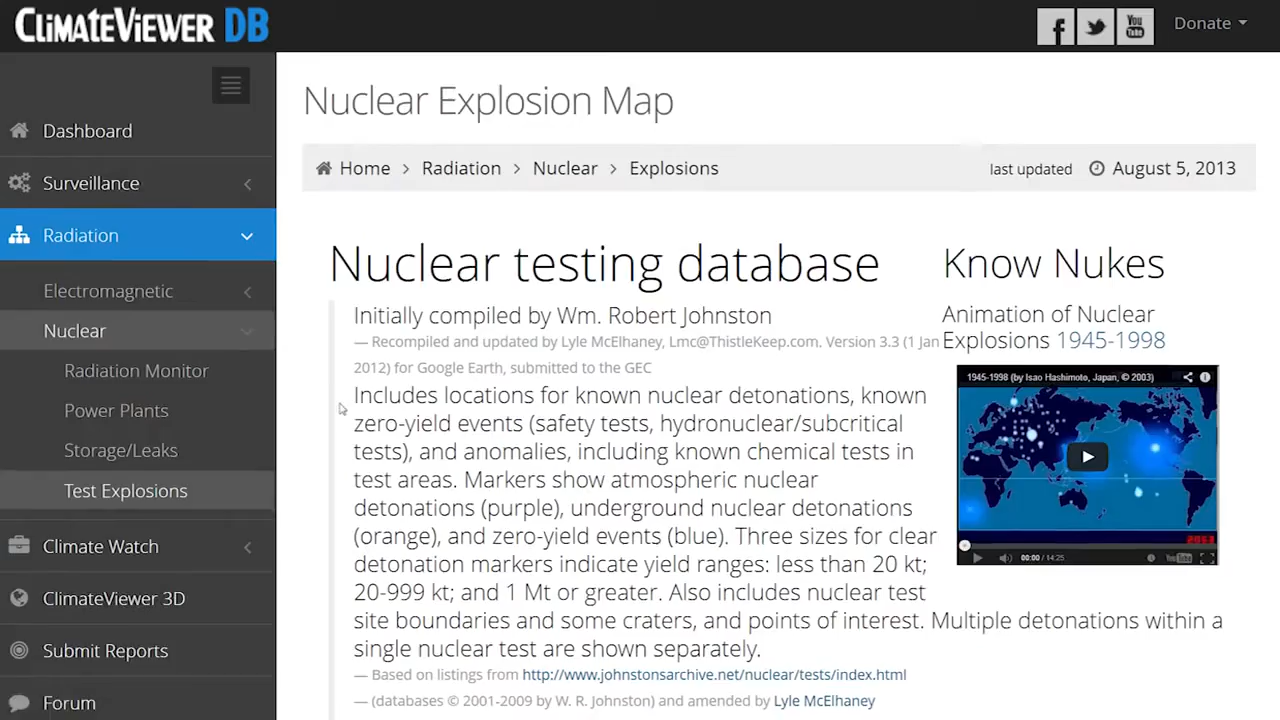 CLIMATEVIEWER DB
Donate
Dashboard
Surveillance
Radiation
Electromagnetic
Nuclear
Radiation Monitor
Power Plants
Storage/Leaks
Test Explosions
Climate Watch
ClimateViewer 3D
Submit Reports
Forum
Nuclear Explosion Map
Home > Radiation > Nuclear > Explosions
last updated August 5, 2013
Nuclear testing database
Initially compiled by Wm. Robert Johnston
— Recompiled and updated by Lyle McElhaney, Lmc@ThistleKeep.com. Version 3.3 (1 Jan
2012) for Google Earth, submitted to the GEC
Includes locations for known nuclear detonations, known
zero-yield events (safety tests, hydronuclear/subcritical
tests), and anomalies, including known chemical tests in
test areas. Markers show atmospheric nuclear
detonations (purple), underground nuclear detonations
(orange), and zero-yield events (blue). Three sizes for clear
detonation markers indicate yield ranges: less than 20 kt;
20-999 kt; and 1 Mt or greater. Also includes nuclear test
site boundaries and some craters, and points of interest. Multiple detonations within a
single nuclear test are shown separately.
— Based on listings from http://www.johnstonsarchive.net/nuclear/tests/index.html
— (databases © 2001-2009 by W. R. Johnston) and amended by Lyle McElhaney
Know Nukes
Animation of Nuclear
Explosions 1945-1998
1945-1998 (by Isao Hashimoto, Japan, © 2003)
2053
00:00 / 14:25
YouTube
You
Tube